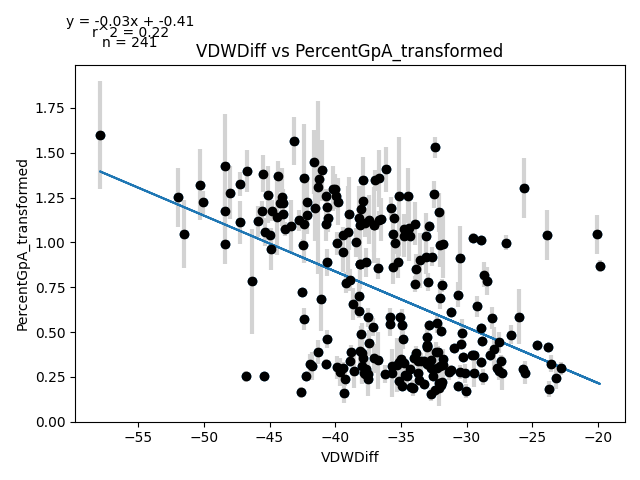 y = -0.03x + -0.41
r^2 = 0.22
n = 241
VDWDiff vs PercentGpA_transformed
PercentGpA_transformed
1.75
1.50
1.25
1.00
0.75
0.50
0.25
0.00
−55
−50
−45
−40
−35
−30
−25
−20
VDWDiff